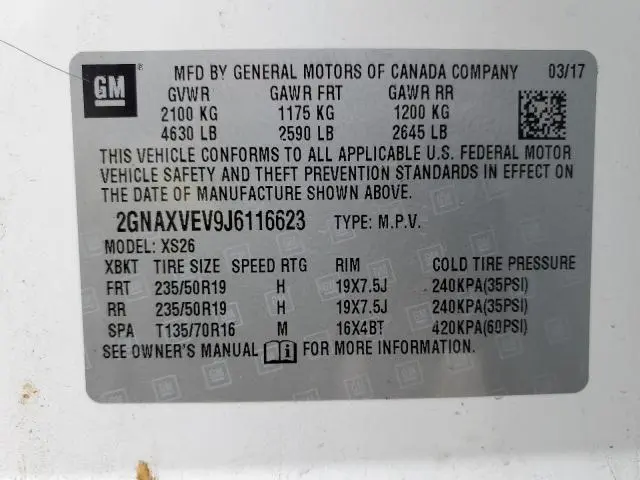 GM MFD BY GENERAL MOTORS OF CANADA COMPANY 03/17
GVWR GAWR FRT GAWR RR
2100 KG 1175 KG 1200 KG
4630 LB 2590 LB 2645 LB
THIS VEHICLE CONFORMS TO ALL APPLICABLE U.S. FEDERAL MOTOR
VEHICLE SAFETY AND THEFT PREVENTION STANDARDS IN EFFECT ON
THE DATE OF MANUFACTURE SHOWN ABOVE.
2GNAXVEV9J6116623 TYPE: M.P.V.
MODEL: XS26
XBKT TIRE SIZE SPEED RTG RIM COLD TIRE PRESSURE
FRT 235/50R19 H 19X7.5J 240KPA(35PSI)
RR 235/50R19 H 19X7.5J 240KPA(35PSI)
SPA T135/70R16 M 16X4BT 420KPA(60PSI)
SEE OWNER'S MANUAL FOR MORE INFORMATION.